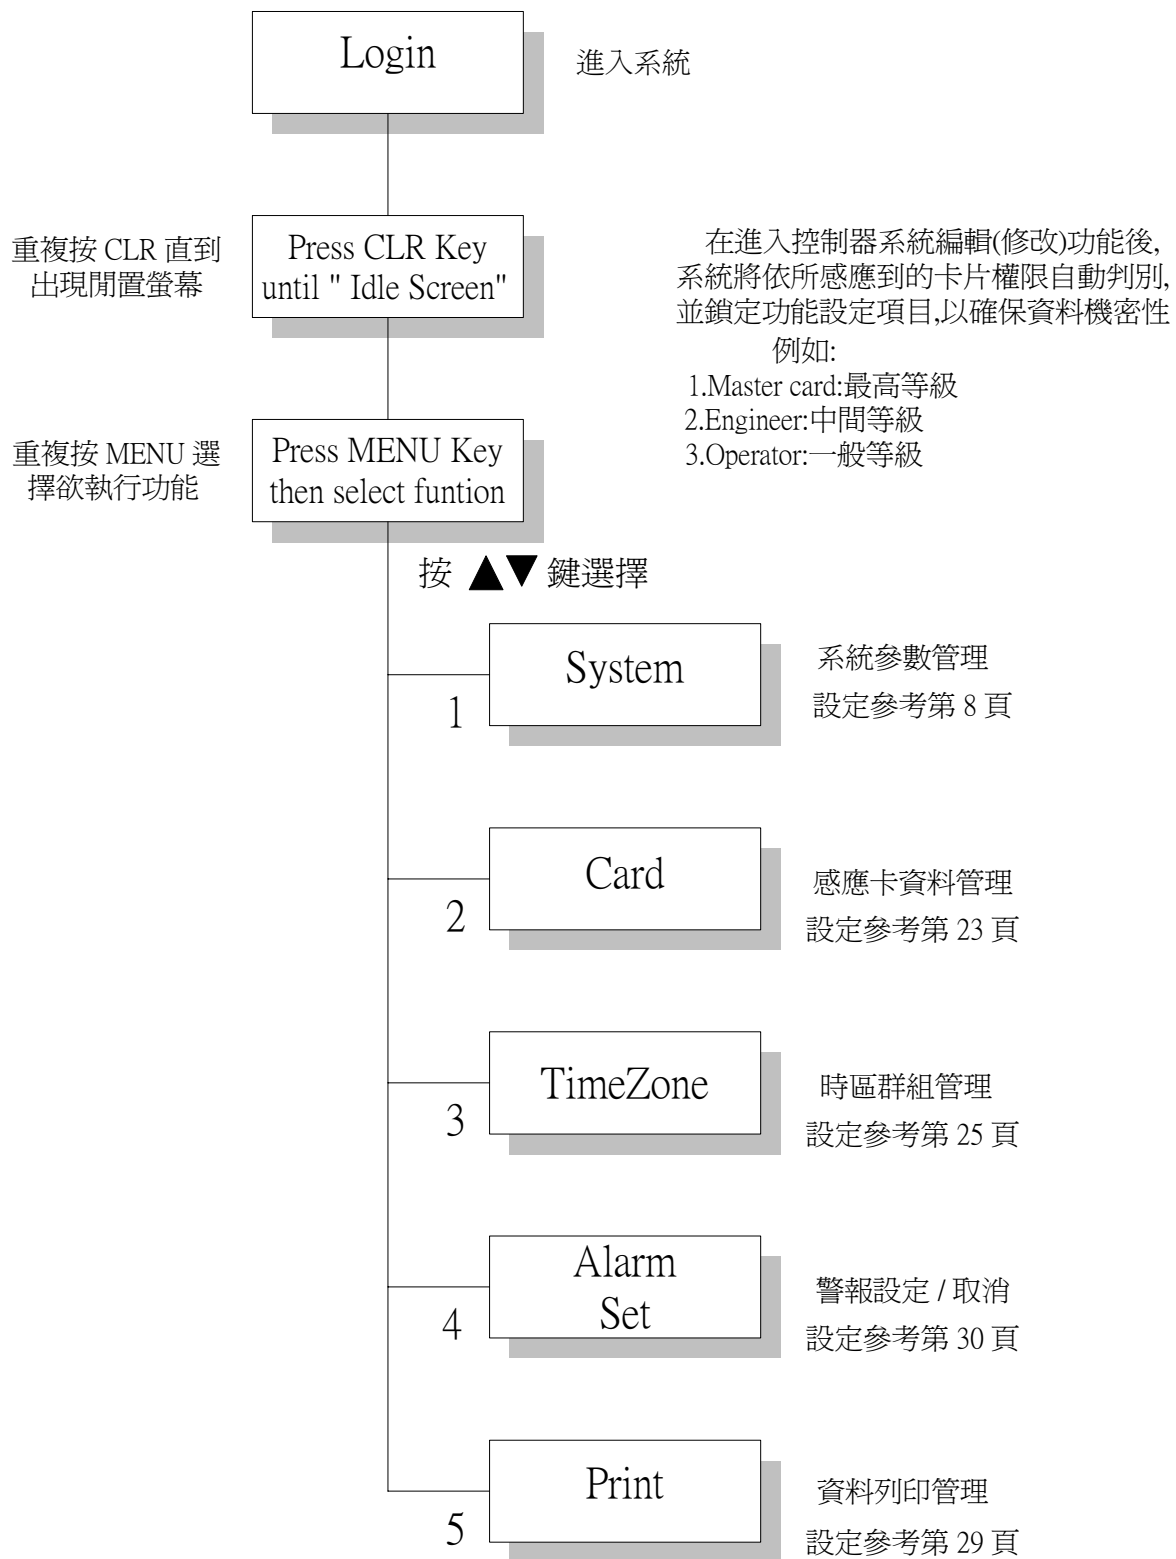 Login
進入系統
重複按 CLR 直到
出現閒置螢幕
Press CLR Key
until " Idle Screen"
在進入控制器系統編輯(修改)功能後,
系統將依所感應到的卡片權限自動判別,
並鎖定功能設定項目,以確保資料機密性
例如:
1.Master card:最高等級
2.Engineer:中間等級
3.Operator:一般等級
重複按 MENU 選
擇欲執行功能
Press MENU Key
then select funtion
按 ▲▼ 鍵選擇
1
System
系統參數管理
設定參考第 8 頁
2
Card
感應卡資料管理
設定參考第 23 頁
3
TimeZone
時區群組管理
設定參考第 25 頁
4
Alarm
Set
警報設定 / 取消
設定參考第 30 頁
5
Print
資料列印管理
設定參考第 29 頁